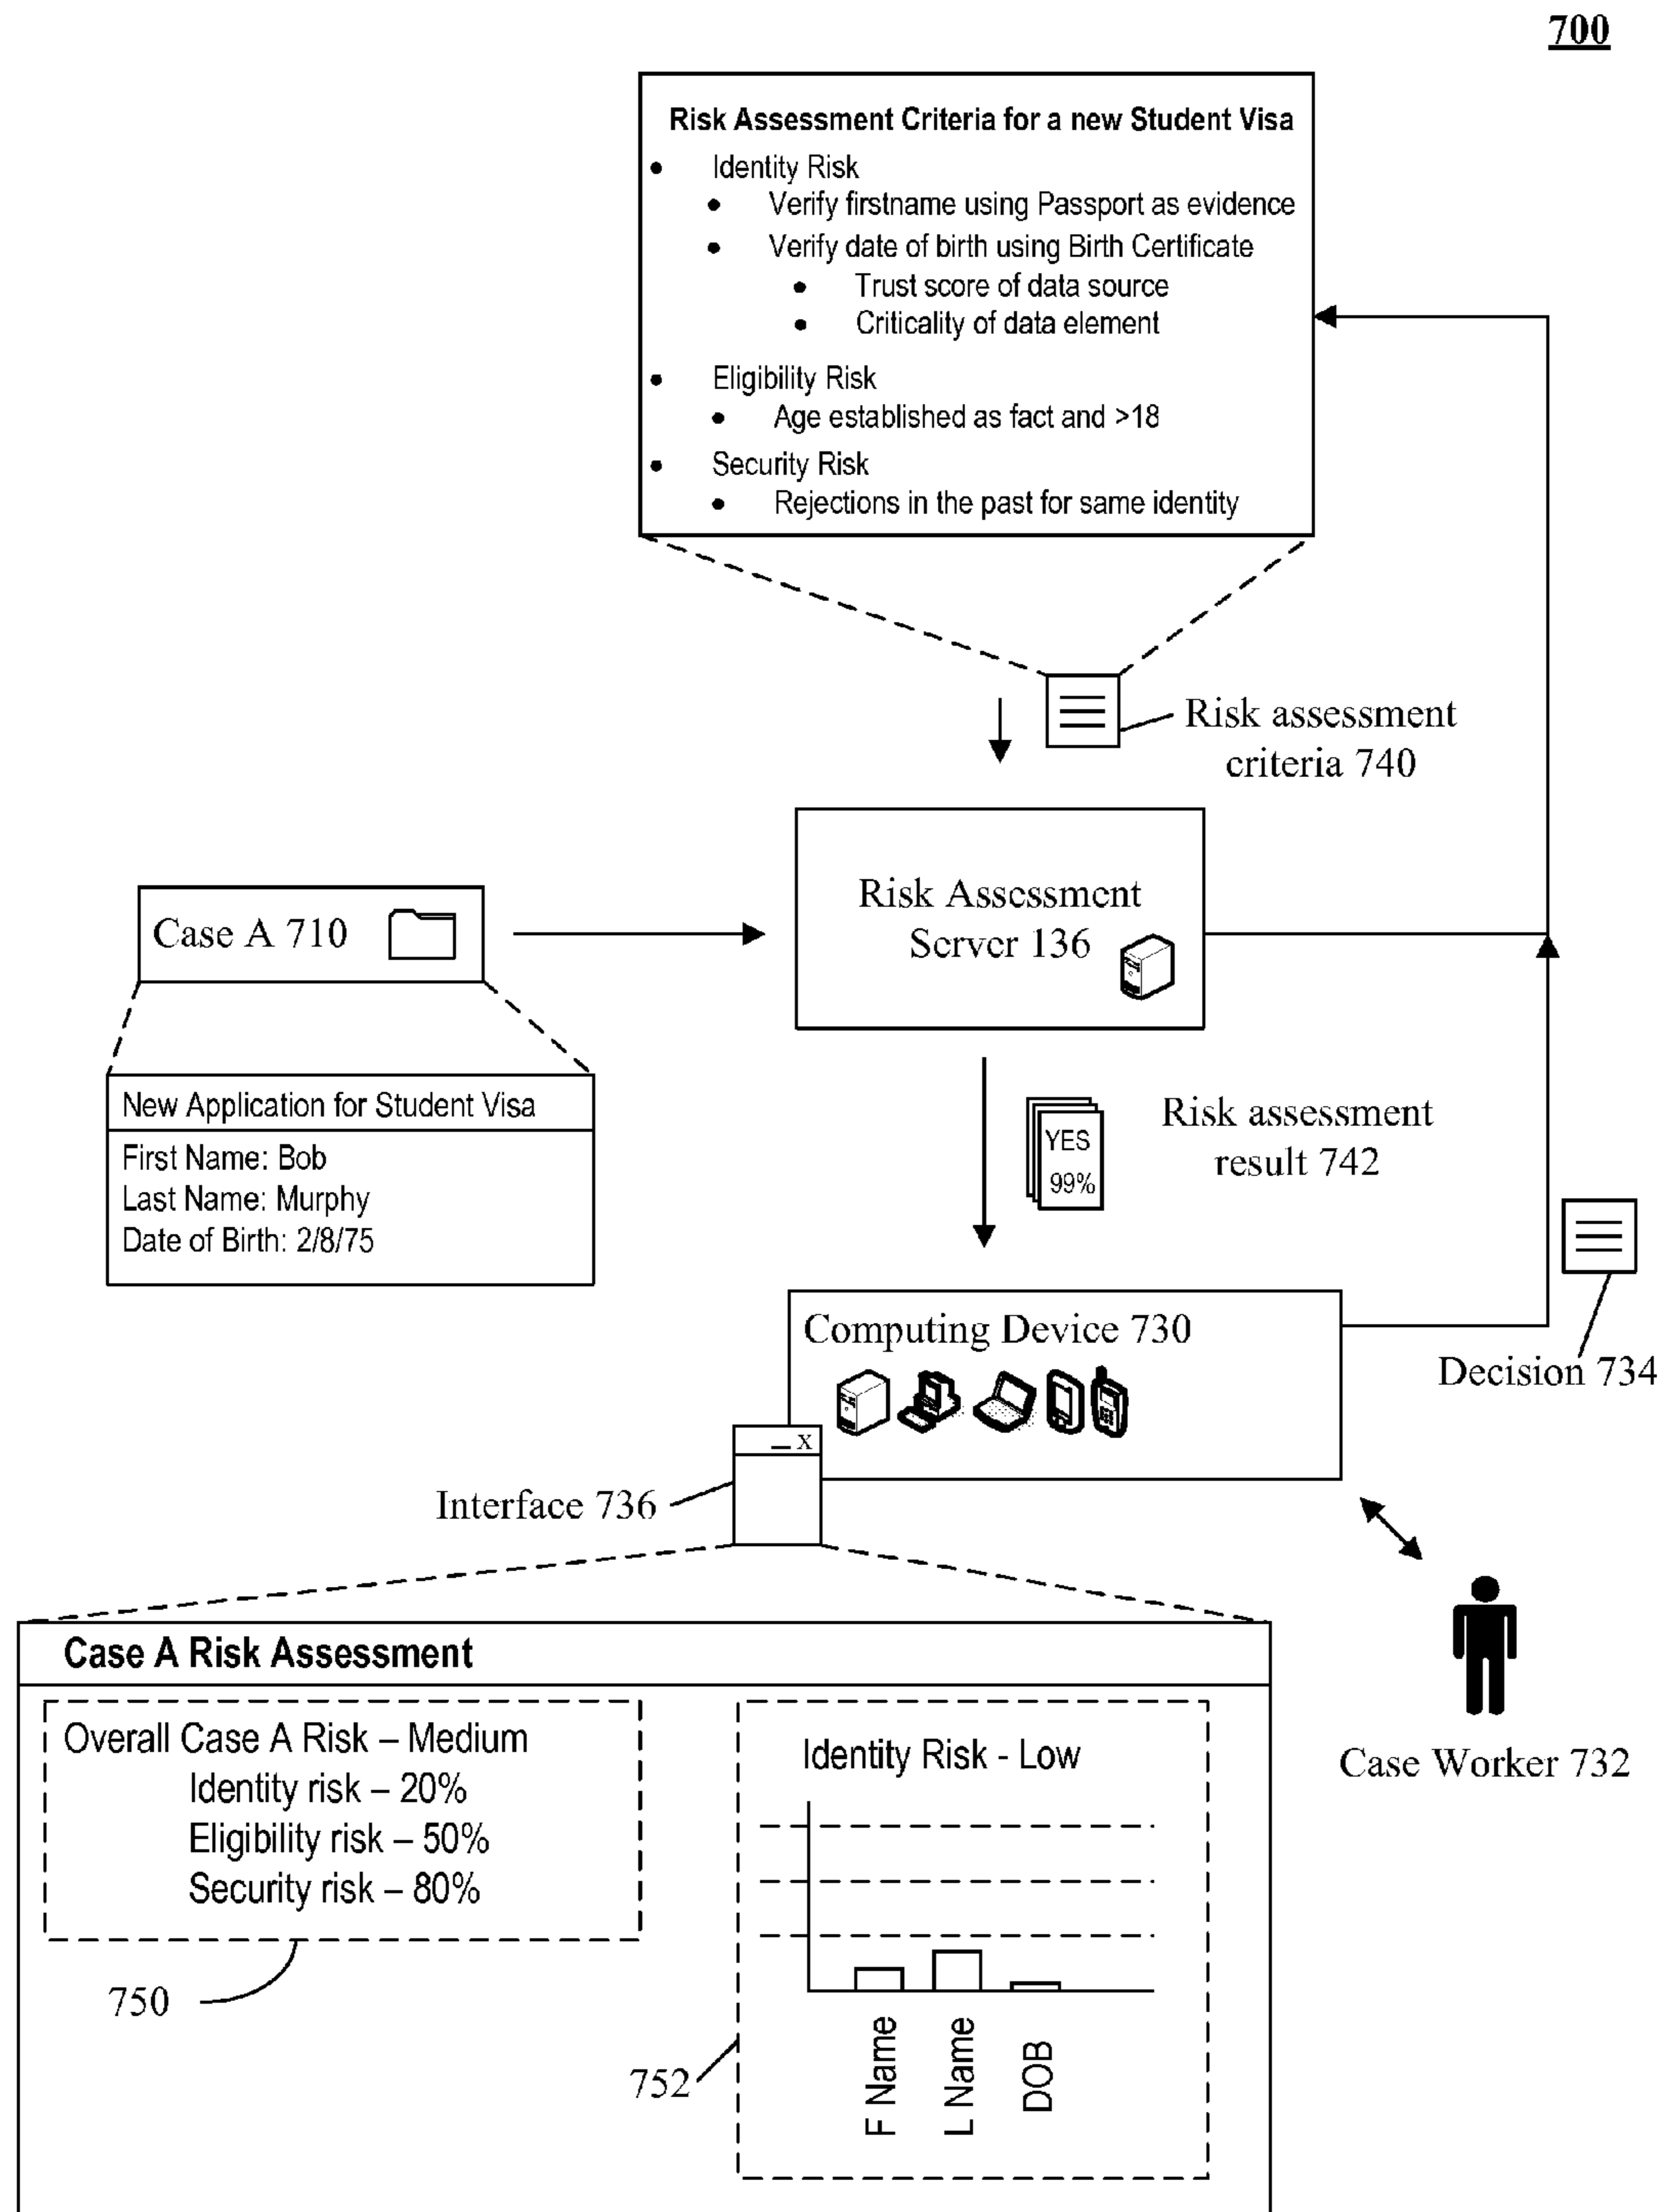 700
Risk Assessment Criteria for a new Student Visa
• Identity Risk
• Verify firstname using Passport as evidence
• Verify date of birth using Birth Certificate
• Trust score of data source
• Criticality of data element
• Eligibility Risk
• Age established as fact and >18
• Security Risk
• Rejections in the past for same identity
Risk assessment
criteria 740
Risk Assessment
Server 136
Case A 710
New Application for Student Visa
First Name: Bob
Last Name: Murphy
Date of Birth: 2/8/75
YES
99%
Risk assessment
result 742
Computing Device 730
Decision 734
_ X
Interface 736
Case Worker 732
Case A Risk Assessment
Overall Case A Risk – Medium
Identity risk – 20%
Eligibility risk – 50%
Security risk – 80%
750
Identity Risk - Low
F Name
L Name
DOB
752